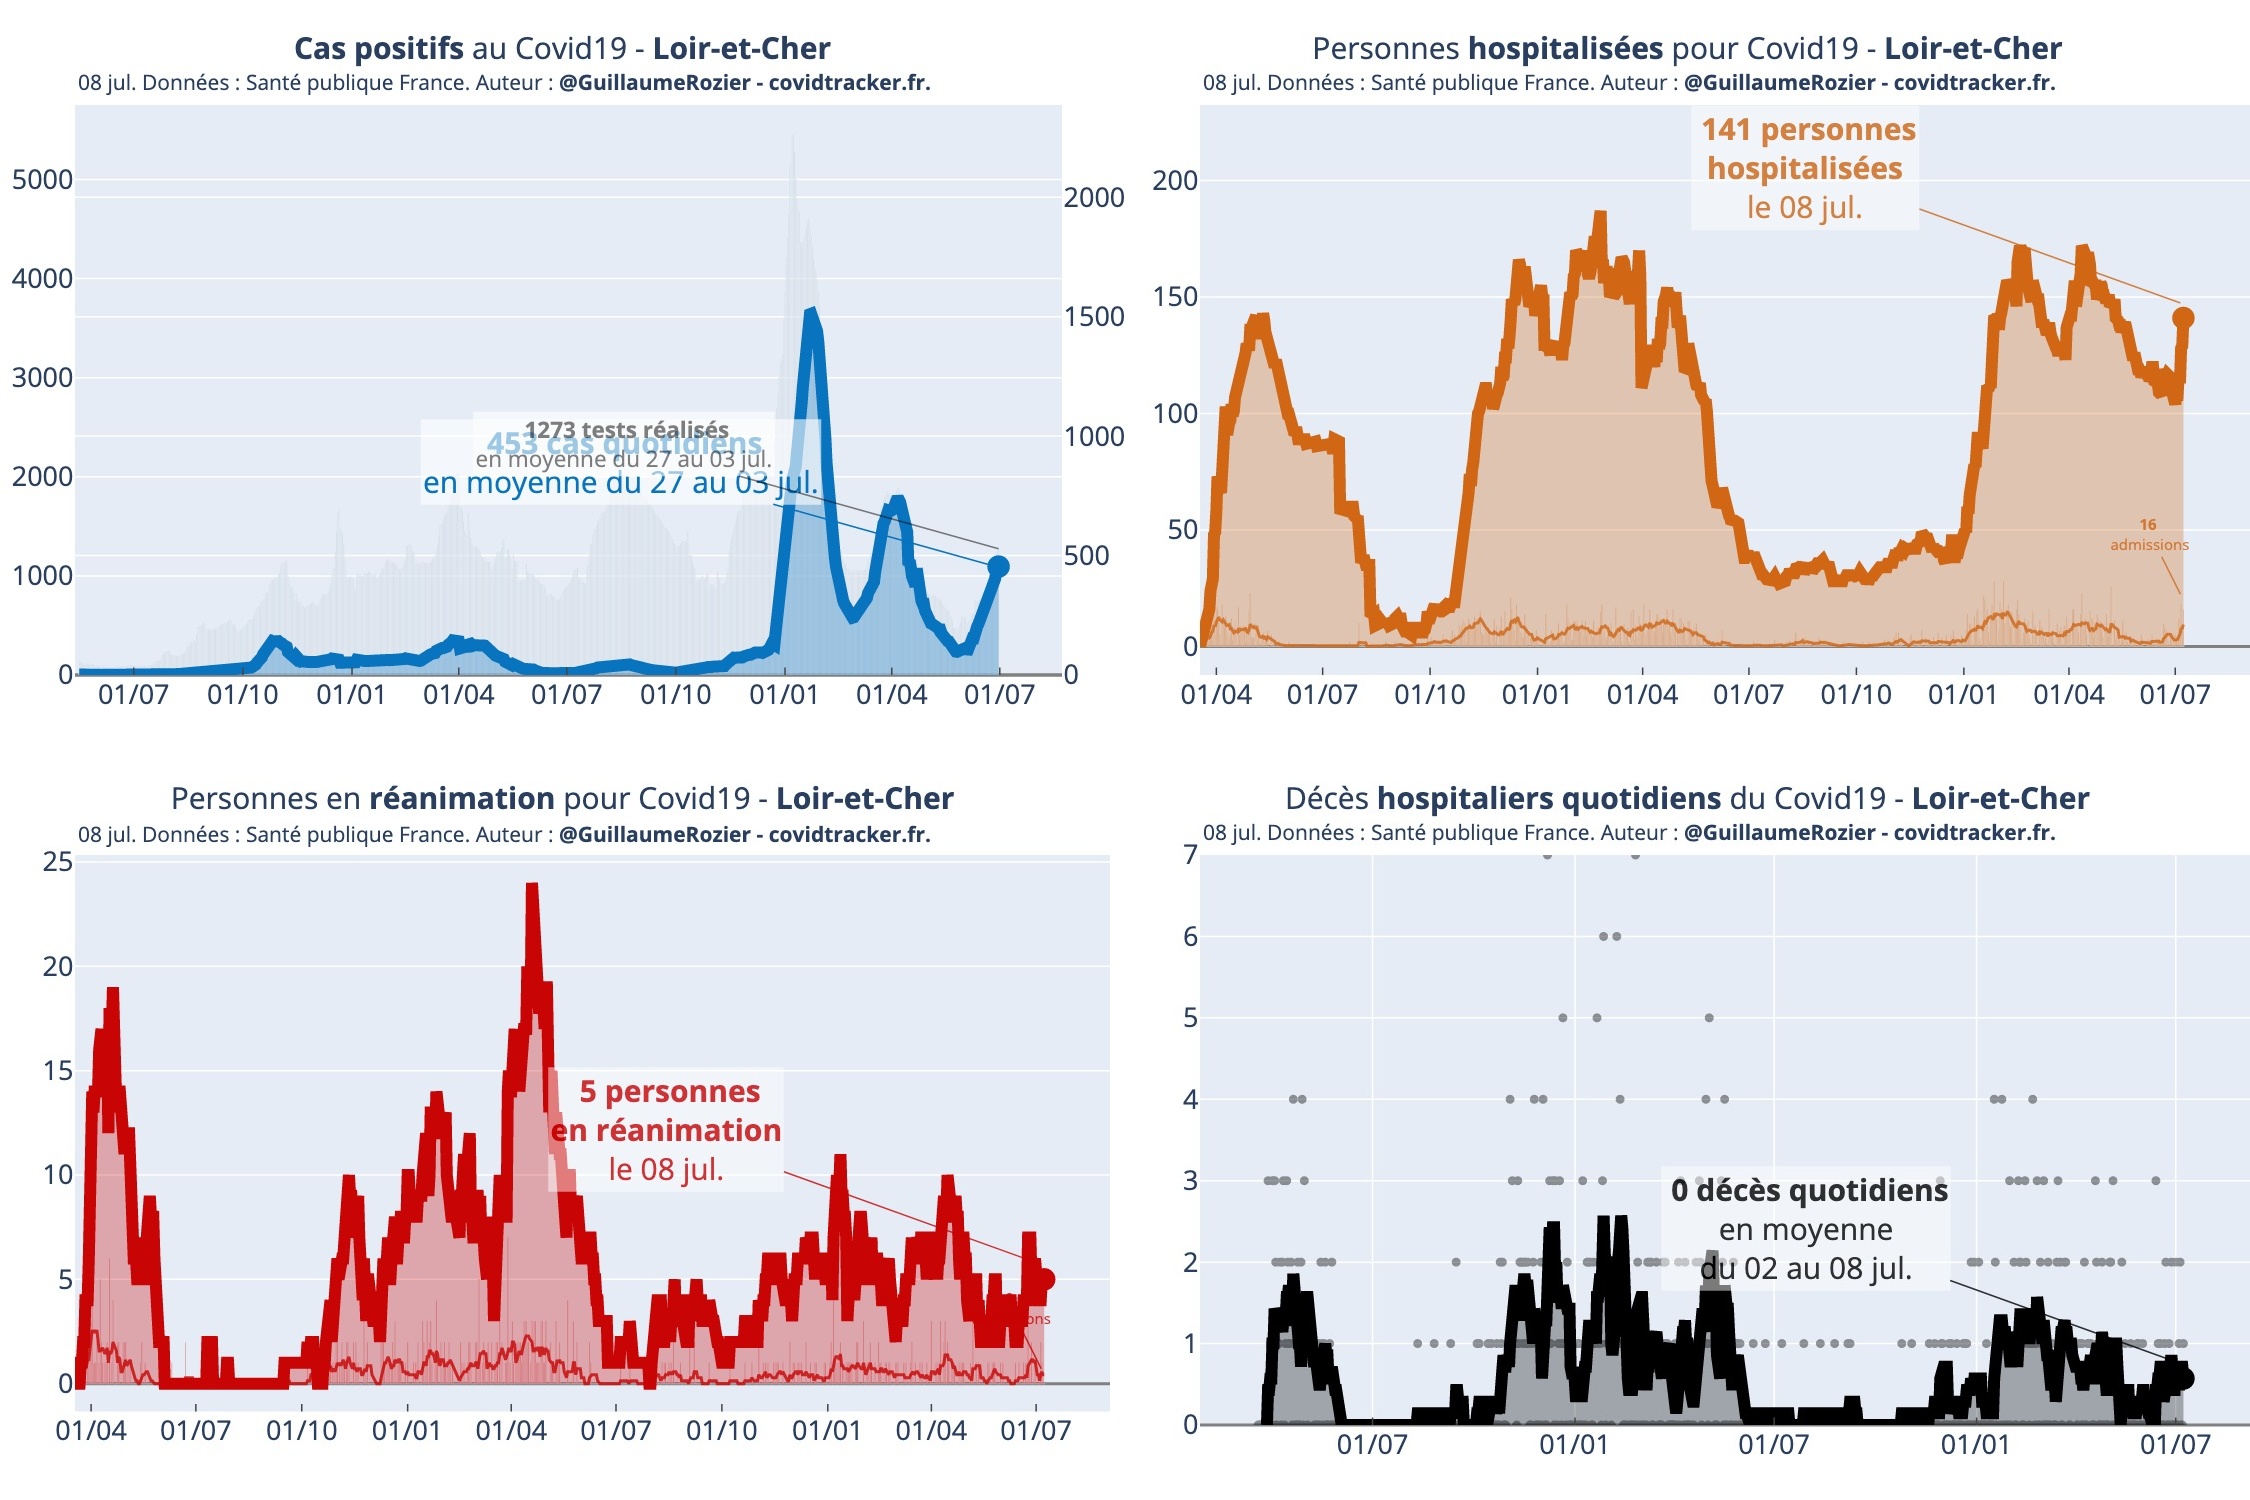 Cas positifs au Covid19 - Loir-et-Cher
08 jul. Données : Santé publique France. Auteur : @GuillaumeRozier - covidtracker.fr.
5000
4000
3000
2000
1000
0
2000
1500
1000
500
0
1273 tests réalisés
453 cas quotidiens
en moyenne du 27 au 03 jul.
en moyenne du 27 au 03 jul.
01/07 01/10 01/01 01/04 01/07 01/10 01/01 01/04 01/07
Personnes hospitalisées pour Covid19 - Loir-et-Cher
08 jul. Données : Santé publique France. Auteur : @GuillaumeRozier - covidtracker.fr.
141 personnes
hospitalisées
le 08 jul.
200
150
100
50
0
16
admissions
01/04 01/07 01/10 01/01 01/04 01/07 01/10 01/01 01/04 01/07
Personnes en réanimation pour Covid19 - Loir-et-Cher
08 jul. Données : Santé publique France. Auteur : @GuillaumeRozier - covidtracker.fr.
25
20
15
10
5
0
5 personnes
en réanimation
le 08 jul.
01/04 01/07 01/10 01/01 01/04 01/07 01/10 01/01 01/04 01/07
Décès hospitaliers quotidiens du Covid19 - Loir-et-Cher
08 jul. Données : Santé publique France. Auteur : @GuillaumeRozier - covidtracker.fr.
7
6
5
4
3
2
1
0
0 décès quotidiens
en moyenne
du 02 au 08 jul.
01/07 01/01 01/07 01/01 01/07